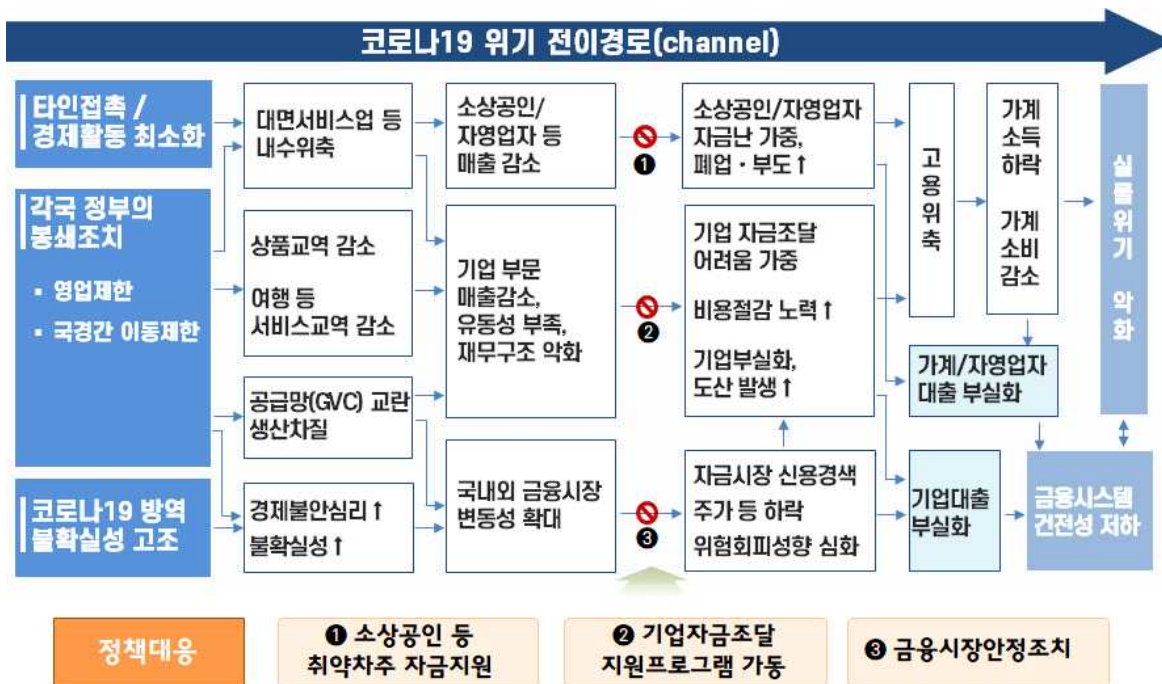 코로나19 위기 전이경로(channel)
타인접촉 /
경제활동 최소화
각국 정부의
봉쇄조치
▪ 영업제한
▪ 국경간 이동제한
코로나19 방역
불확실성 고조
대면서비스업 등
내수위축
상품교역 감소
여행 등
서비스교역 감소
공급망(GVC) 교란
생산차질
경제불안심리↑
불확실성↑
소상공인/
자영업자 등
매출 감소
기업 부문
매출감소,
유동성 부족,
재무구조 악화
국내외 금융시장
변동성 확대
❶
❷
❸
소상공인/자영업자
자금난 가중,
폐업·부도↑
기업 자금조달
어려움 가중
비용절감 노력↑
기업부실화,
도산 발생↑
자금시장 신용경색
주가 등 하락
위험회피성향 심화
고용위축
가계
소득
하락
가계
소비
감소
가계/자영업자
대출 부실화
기업대출
부실화
실물위기 악화
금융시스템
건전성 저하
정책대응
❶ 소상공인 등
취약차주 자금지원
❷ 기업자금조달
지원프로그램 가동
❸ 금융시장안정조치